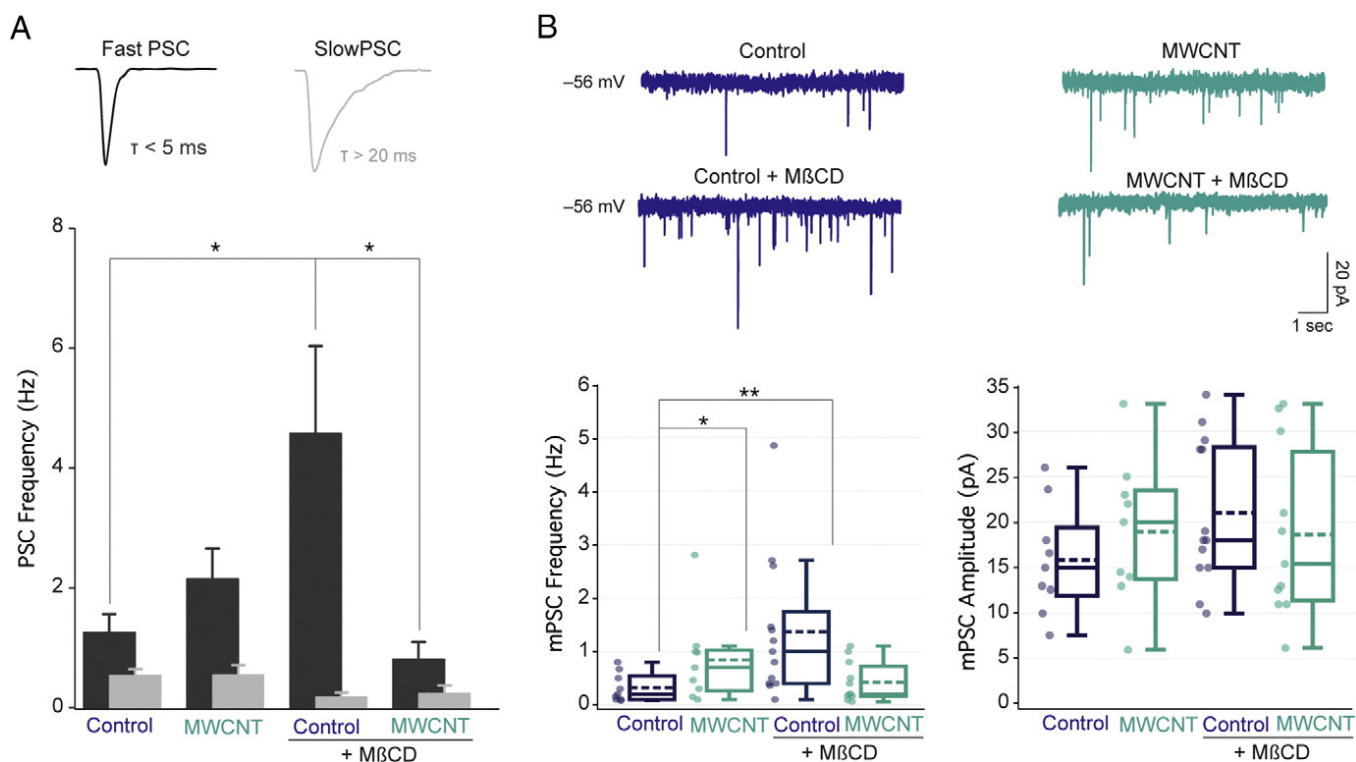 A
Fast PSC
SlowPSC
τ < 5 ms
τ > 20 ms
8
6
4
2
0
PSC Frequency (Hz)
*
*
Control
MWCNT
Control
MWCNT
+ MßCD
B
Control
MWCNT
–56 mV
Control + MßCD
MWCNT + MßCD
–56 mV
20 pA
1 sec
6
5
4
3
2
1
0
mPSC Frequency (Hz)
**
*
Control
MWCNT
Control
MWCNT
+ MßCD
35
30
25
20
15
10
5
0
mPSC Amplitude (pA)
Control
MWCNT
Control
MWCNT
+ MßCD